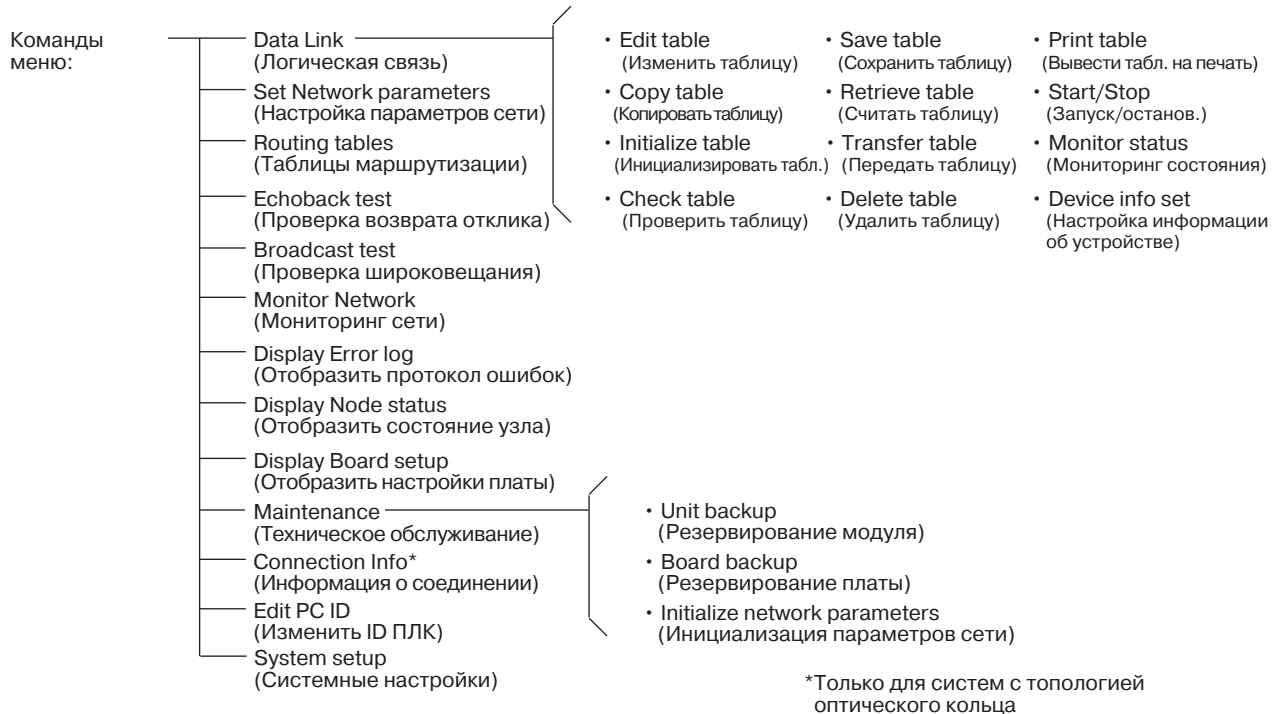 Команды
меню:
Data Link
(Логическая связь)
Set Network parameters
(Настройка параметров сети)
Routing tables
(Таблицы маршрутизации)
Echoback test
(Проверка возврата отклика)
Broadcast test
(Проверка широковещания)
Monitor Network
(Мониторинг сети)
Display Error log
(Отобразить протокол ошибок)
Display Node status
(Отобразить состояние узла)
Display Board setup
(Отобразить настройки платы)
Maintenance
(Техническое обслуживание)
Connection Info*
(Информация о соединении)
Edit PC ID
(Изменить ID ПЛК)
System setup
(Системные настройки)
• Edit table
(Изменить таблицу)
• Copy table
(Копировать таблицу)
• Initialize table
(Инициализировать табл.)
• Check table
(Проверить таблицу)
• Save table
(Сохранить таблицу)
• Retrieve table
(Считать таблицу)
• Transfer table
(Передать таблицу)
• Delete table
(Удалить таблицу)
• Print table
(Вывести табл. на печать)
• Start/Stop
(Запуск/останов.)
• Monitor status
(Мониторинг состояния)
• Device info set
(Настройка информации
об устройстве)
• Unit backup
(Резервирование модуля)
• Board backup
(Резервирование платы)
• Initialize network parameters
(Инициализация параметров сети)
*Только для систем с топологией
оптического кольца